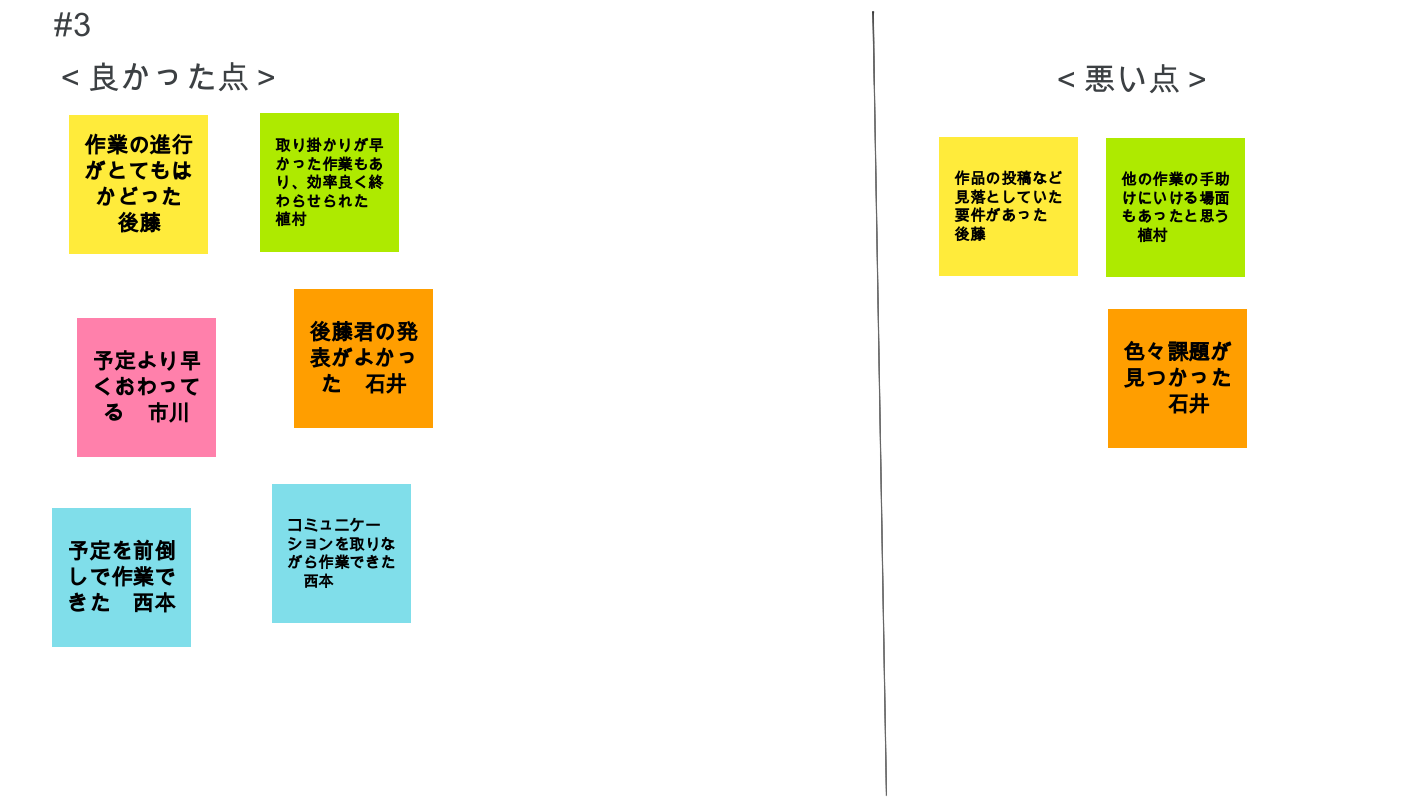 #3
＜良かった点＞
作業の進行
がとてもは
かどった
後藤
取り掛かりが早
かった作業もあ
り、効率良く終
わらせられた
植村
予定より早
くおわって
る　市川
後藤君の発
表がよかっ
た　石井
予定を前倒
しで作業で
きた　西本
コミュニケー
ションを取りな
がら作業できた
西本
＜悪い点＞
作品の投稿など
見落としていた
要件があった
後藤
他の作業の手助
けにいける場面
もあったと思う
植村
色々課題が
見つかった
石井